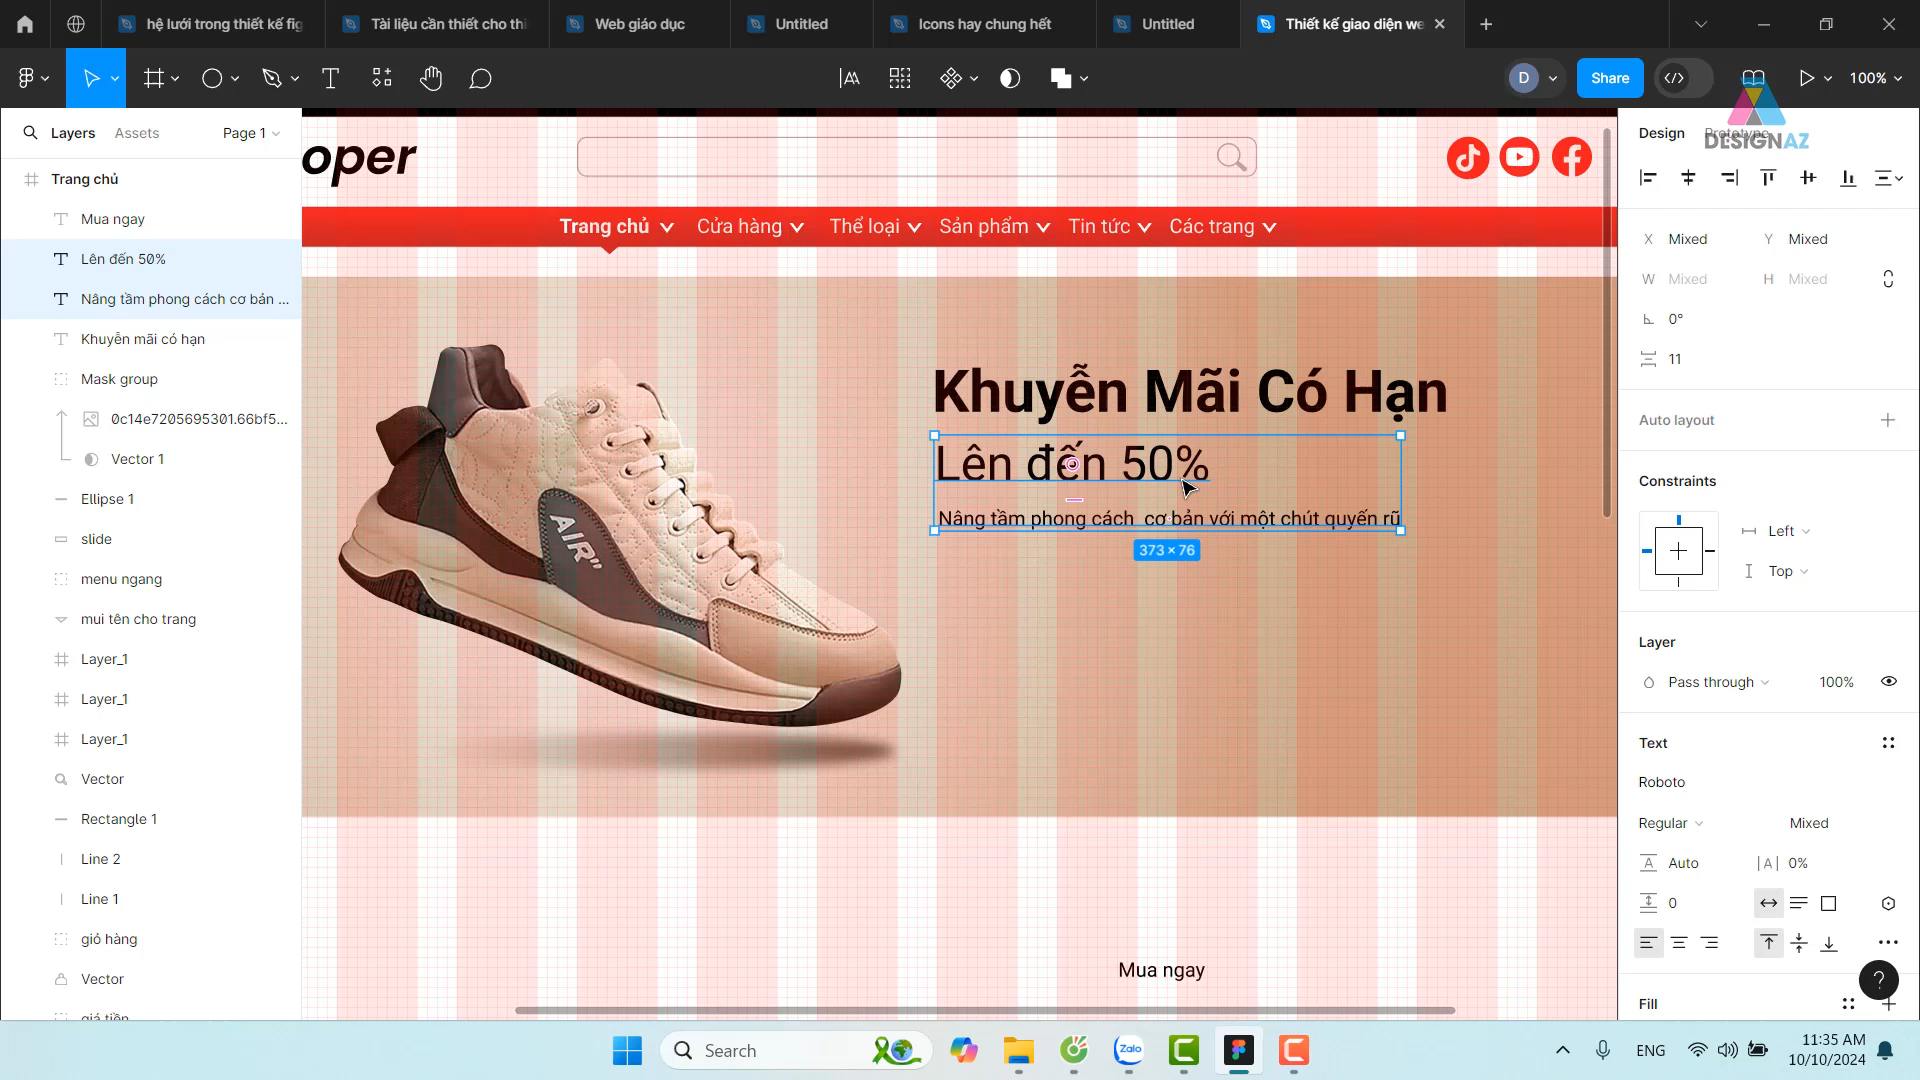 hệ lưới trong thiết kế fig
Tài liệu cần thiết cho thi
Web giáo dục
Untitled
Icons hay chung hết
Untitled
Thiết kế giao diện we
D
Share
100%
Layers
Assets
Page 1
Trang chủ
Mua ngay
Lên đến 50%
Nâng tầm phong cách cơ bản ...
Khuyễn mãi có hạn
Mask group
0c14e7205695301.66bf5...
Vector 1
Ellipse 1
slide
menu ngang
mui tên cho trang
Layer_1
Layer_1
Layer_1
Vector
Rectangle 1
Line 2
Line 1
giỏ hàng
Vector
giá tiền
oper
Trang chủ
Cửa hàng
Thể loại
Sản phẩm
Tin tức
Các trang
AIR"
Khuyễn Mãi Có Hạn
Lên đến 50%
Nâng tầm phong cách  cơ bản với một chút quyến rũ
373 × 76
Mua ngay
Design
Prototype
DESIGNAZ
X Mixed
Y Mixed
W Mixed
H Mixed
0°
11
Auto layout
Constraints
Left
Top
Layer
Pass through
100%
Text
Roboto
Regular
Mixed
Auto
|A| 0%
0
Fill
?
Search
Zalo
ENG
11:35 AM
10/10/2024